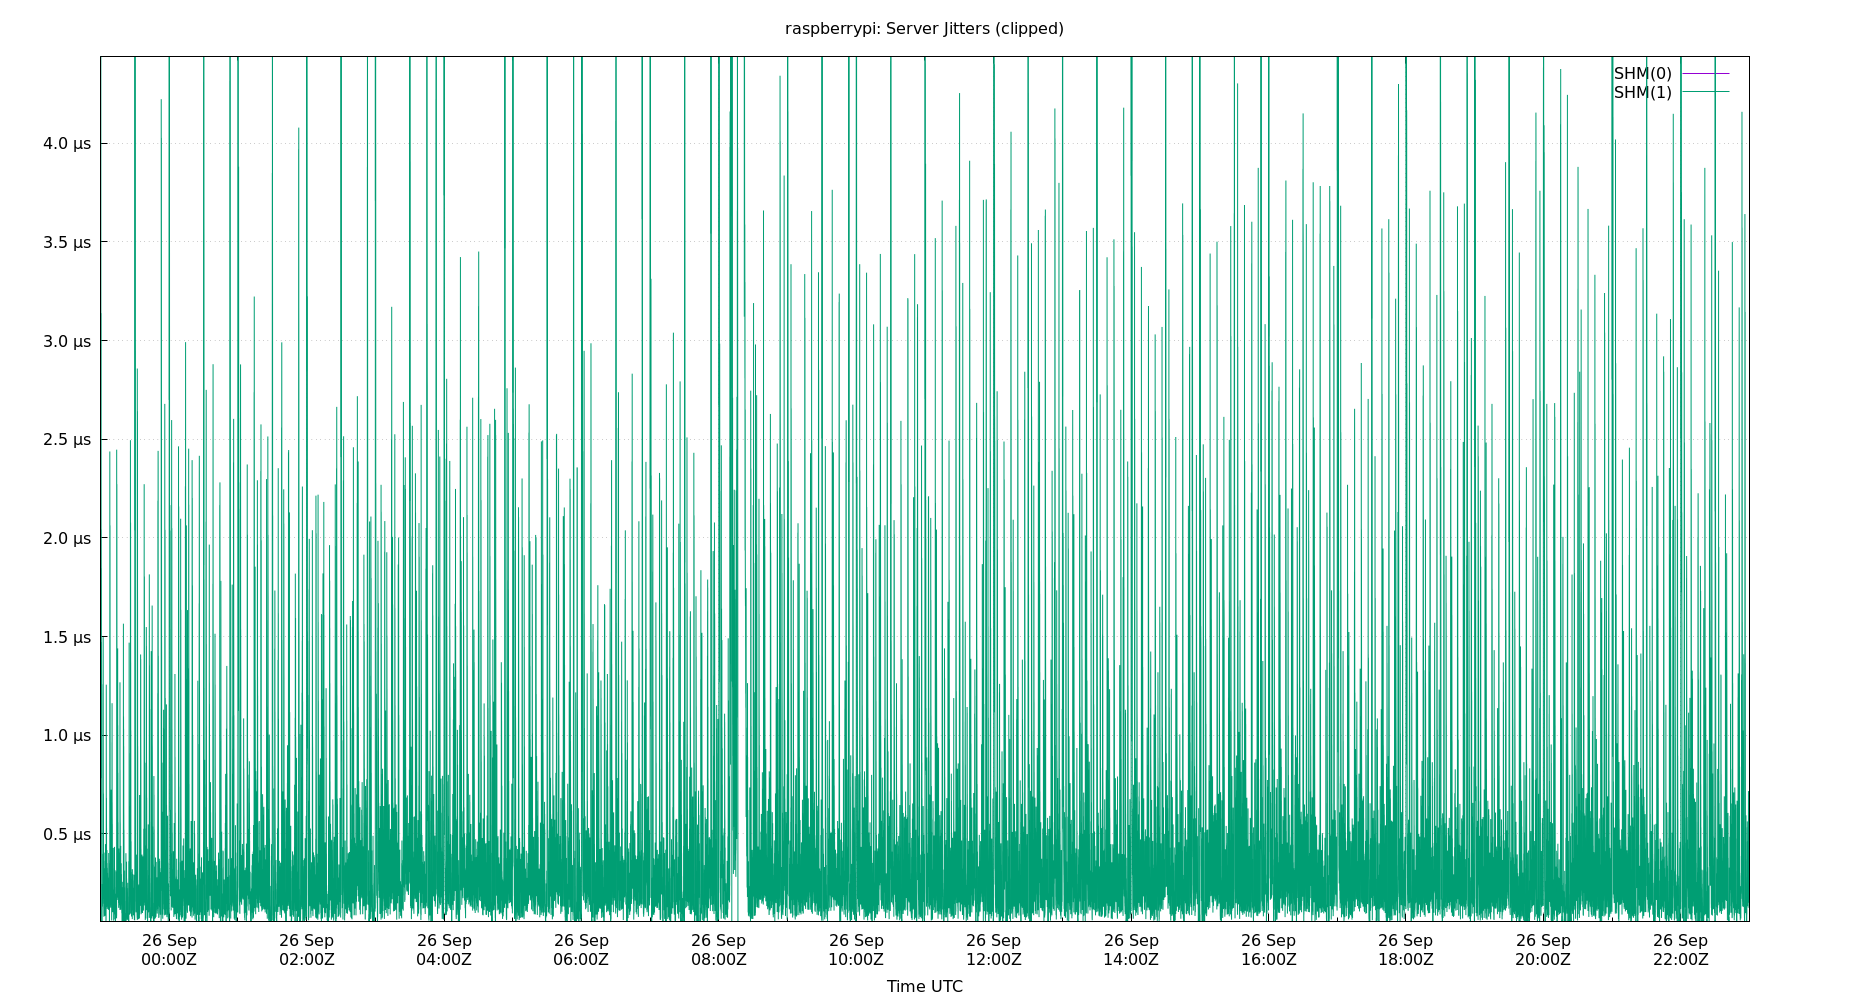 raspberrypi: Server Jitters (clipped)
SHM(0)
SHM(1)
4.0 µs
3.5 µs
3.0 µs
2.5 µs
2.0 µs
1.5 µs
1.0 µs
0.5 µs
26 Sep 26 Sep 26 Sep 26 Sep 26 Sep 26 Sep 26 Sep 26 Sep 26 Sep 26 Sep 26 Sep 26 Sep
00:00Z 02:00Z 04:00Z 06:00Z 08:00Z 10:00Z 12:00Z 14:00Z 16:00Z 18:00Z 20:00Z 22:00Z
Time UTC